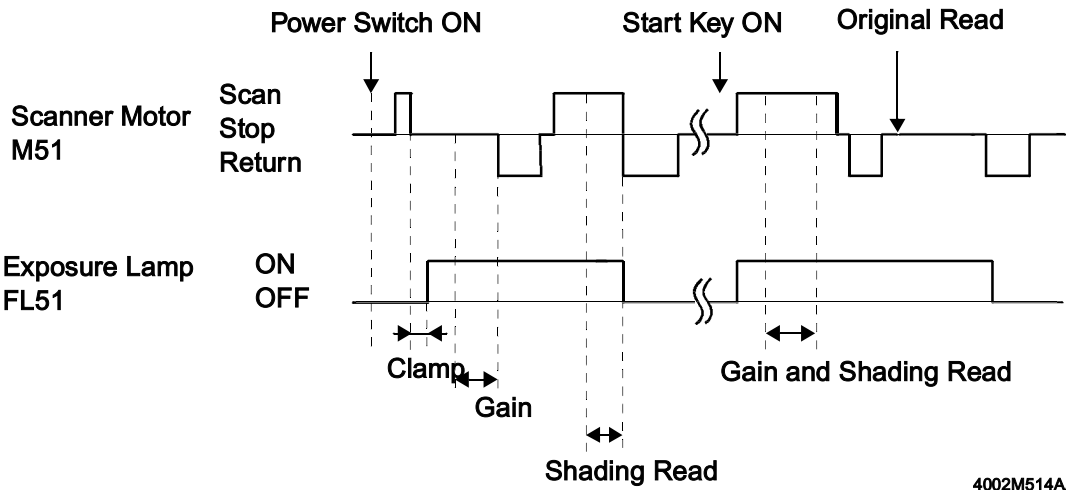 Power Switch ON
Start Key ON
Original Read
Scanner Motor
M51
Scan
Stop
Return
Exposure Lamp
FL51
ON
OFF
Clamp
Gain
Shading Read
Gain and Shading Read
4002M514A